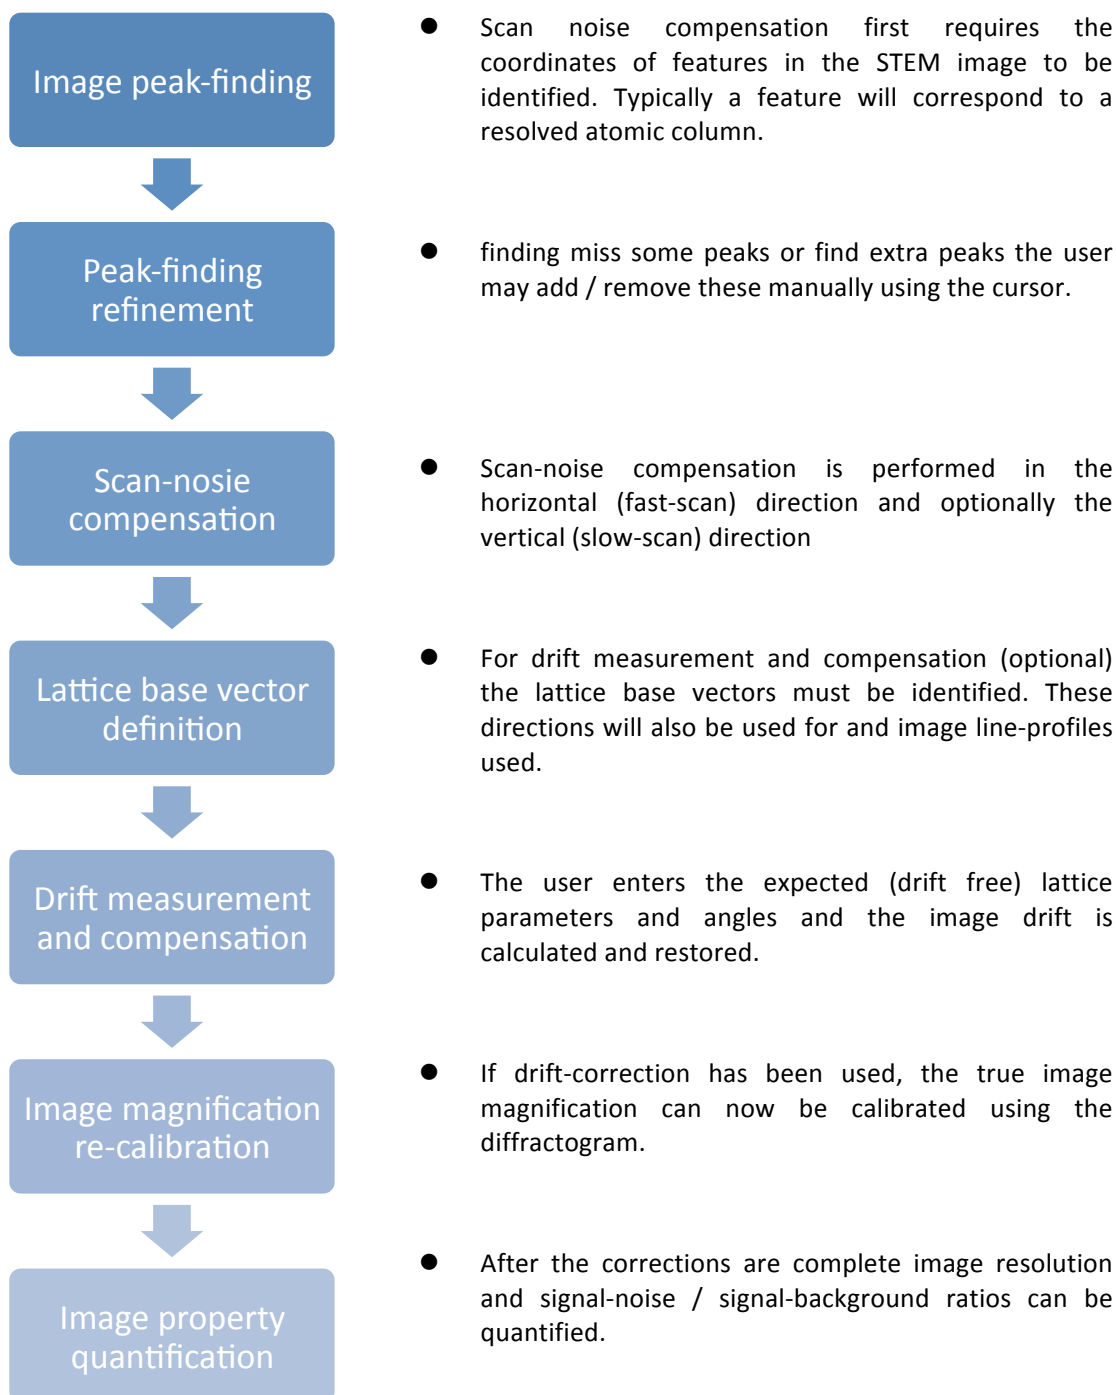 Image peak-finding
● Scan noise compensation first requires the
coordinates of features in the STEM image to be
identified. Typically a feature will correspond to a
resolved atomic column.
Peak-finding
refinement
● finding miss some peaks or find extra peaks the user
may add / remove these manually using the cursor.
Scan-nosie
compensation
● Scan-noise compensation is performed in the
horizontal (fast-scan) direction and optionally the
vertical (slow-scan) direction
Lattice base vector
definition
● For drift measurement and compensation (optional)
the lattice base vectors must be identified. These
directions will also be used for and image line-profiles
used.
Drift measurement
and compensation
● The user enters the expected (drift free) lattice
parameters and angles and the image drift is
calculated and restored.
Image magnification
re-calibration
● If drift-correction has been used, the true image
magnification can now be calibrated using the
diffractogram.
Image property
quantification
● After the corrections are complete image resolution
and signal-noise / signal-background ratios can be
quantified.